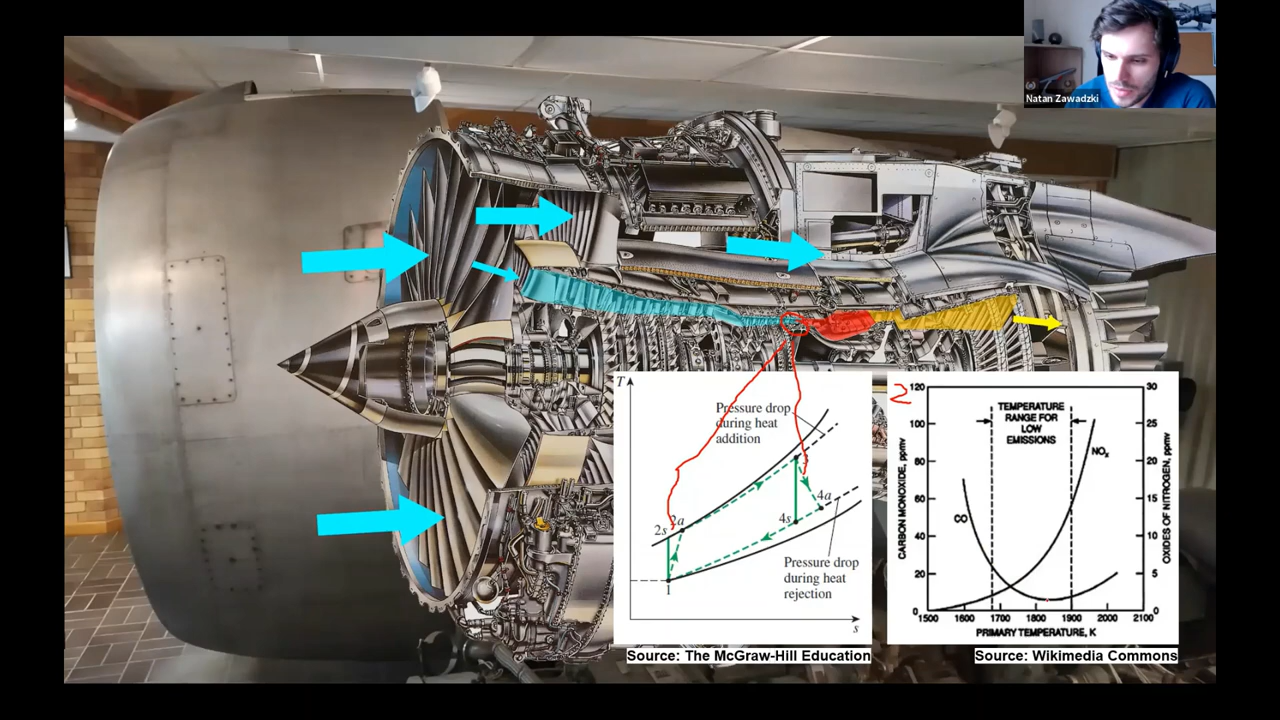 Natan Zawadzki
T
Pressure drop
during heat
addition
2s
2a
4s
4a
Pressure drop
during heat
rejection
1
s
Source: The McGraw-Hill Education
2
120
100
80
60
40
20
0
CARBON MONOXIDE, ppmv
TEMPERATURE
RANGE FOR
LOW
EMISSIONS
NOx
CO
30
25
20
15
10
5
0
OXIDES OF NITROGEN, ppmv
1500 1600 1700 1800 1900 2000 2100
PRIMARY TEMPERATURE, K
Source: Wikimedia Commons